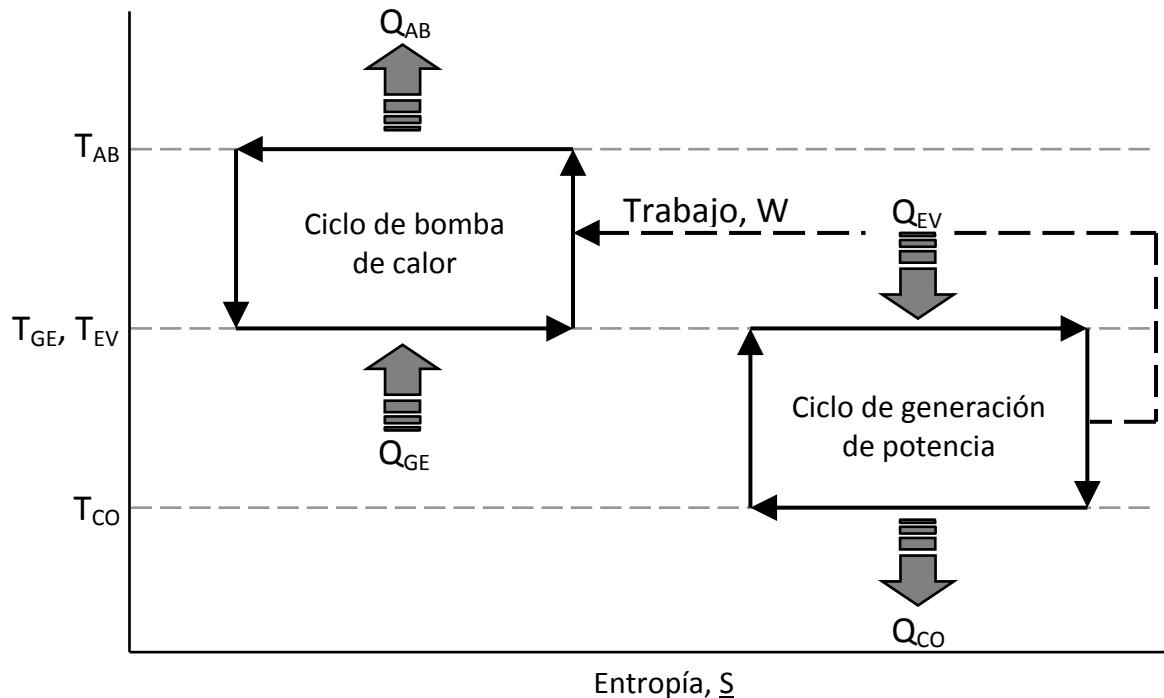 Q_AB
T_AB
Ciclo de bomba
de calor
Trabajo, W
Q_EV
T_GE, T_EV
Q_GE
Ciclo de generación
de potencia
T_CO
Q_CO
Entropía, S